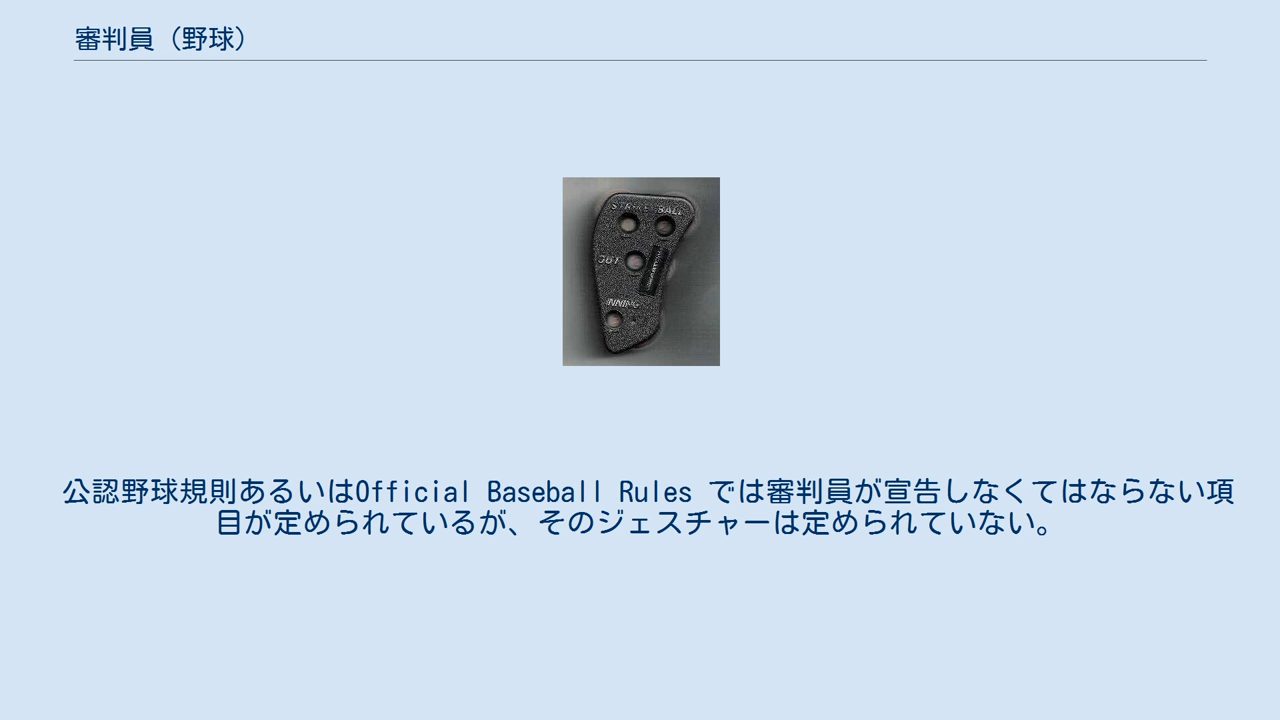 審判員（野球）
STRIKE BALL
OUT
INNING
公認野球規則あるいはOfficial Baseball Rules では審判員が宣告しなくてはならない項
目が定められているが、そのジェスチャーは定められていない。